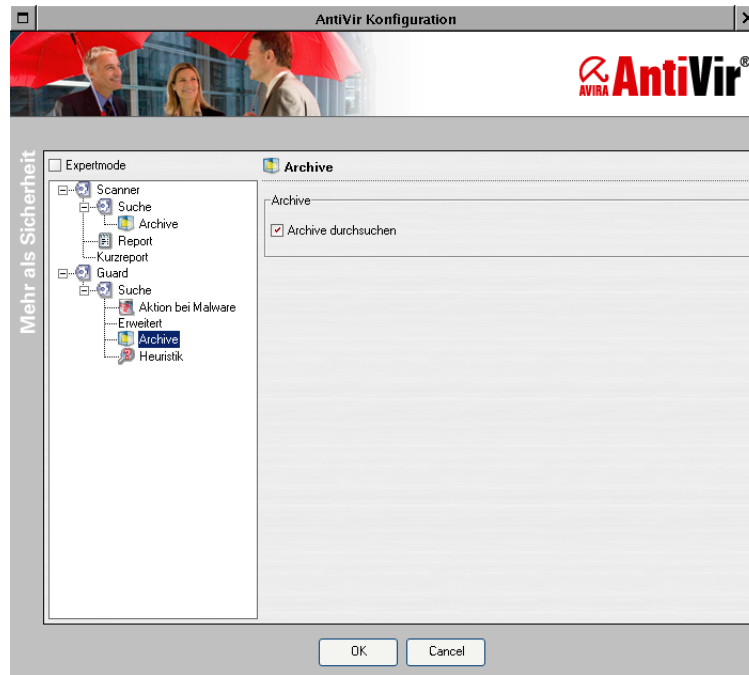 AntiVir Konfiguration
AVIRA AntiVir®
Mehr als Sicherheit
Expertmode
Scanner
Suche
Archive
Report
Kurzreport
Guard
Suche
Aktion bei Malware
Erweitert
Archive
Heuristik
Archive
Archive
Archive durchsuchen
OK
Cancel